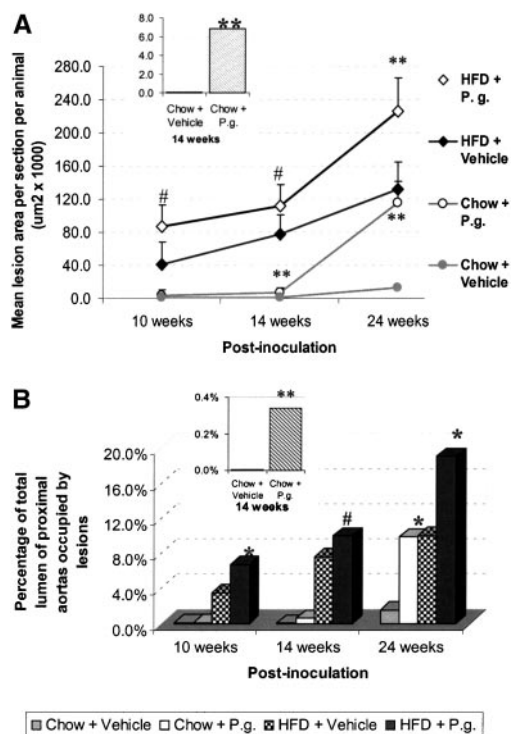 A
**
8.0
6.0
4.0
2.0
0.0
Chow + Vehicle
Chow + P.g.
14 weeks
Mean lesion area per section per animal
(um2 x 1000)
280.0
240.0
200.0
160.0
120.0
80.0
40.0
0.0
#
#
**
**
**
10 weeks
14 weeks
24 weeks
Post-inoculation
HFD +
P. g.
HFD +
Vehicle
Chow +
P.g.
Chow +
Vehicle
B
0.4%
0.2%
0.0%
**
Chow +
Vehicle
Chow +
P.g.
14 weeks
Percentage of total
lumen of proximal
aortas occupied by
lesions
20.0%
16.0%
12.0%
8.0%
4.0%
0.0%
*
#
*
*
10 weeks
14 weeks
24 weeks
Post-inoculation
Chow + Vehicle
Chow + P.g.
HFD + Vehicle
HFD + P.g.